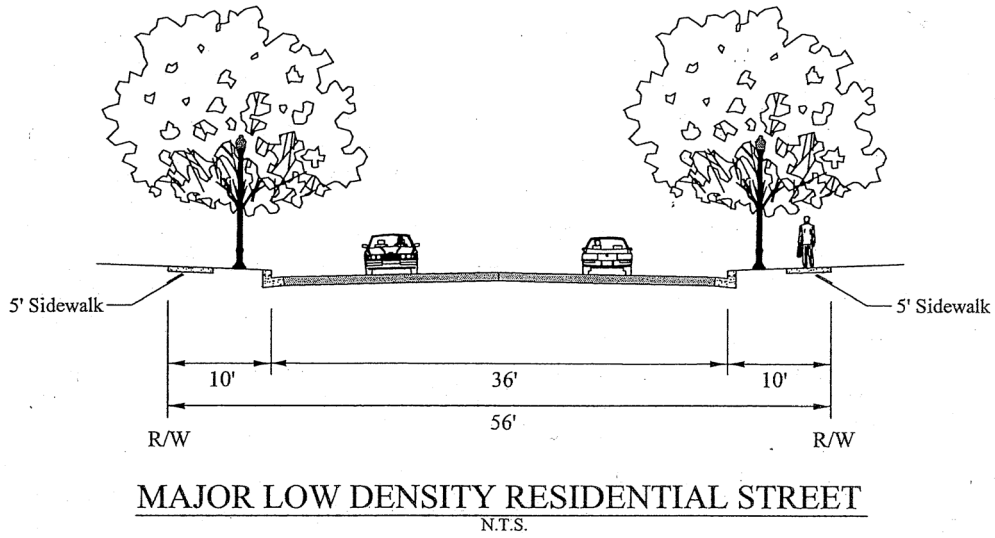 5' Sidewalk
5' Sidewalk
10'
36'
10'
56'
R/W
R/W
MAJOR LOW DENSITY RESIDENTIAL STREET
N.T.S.